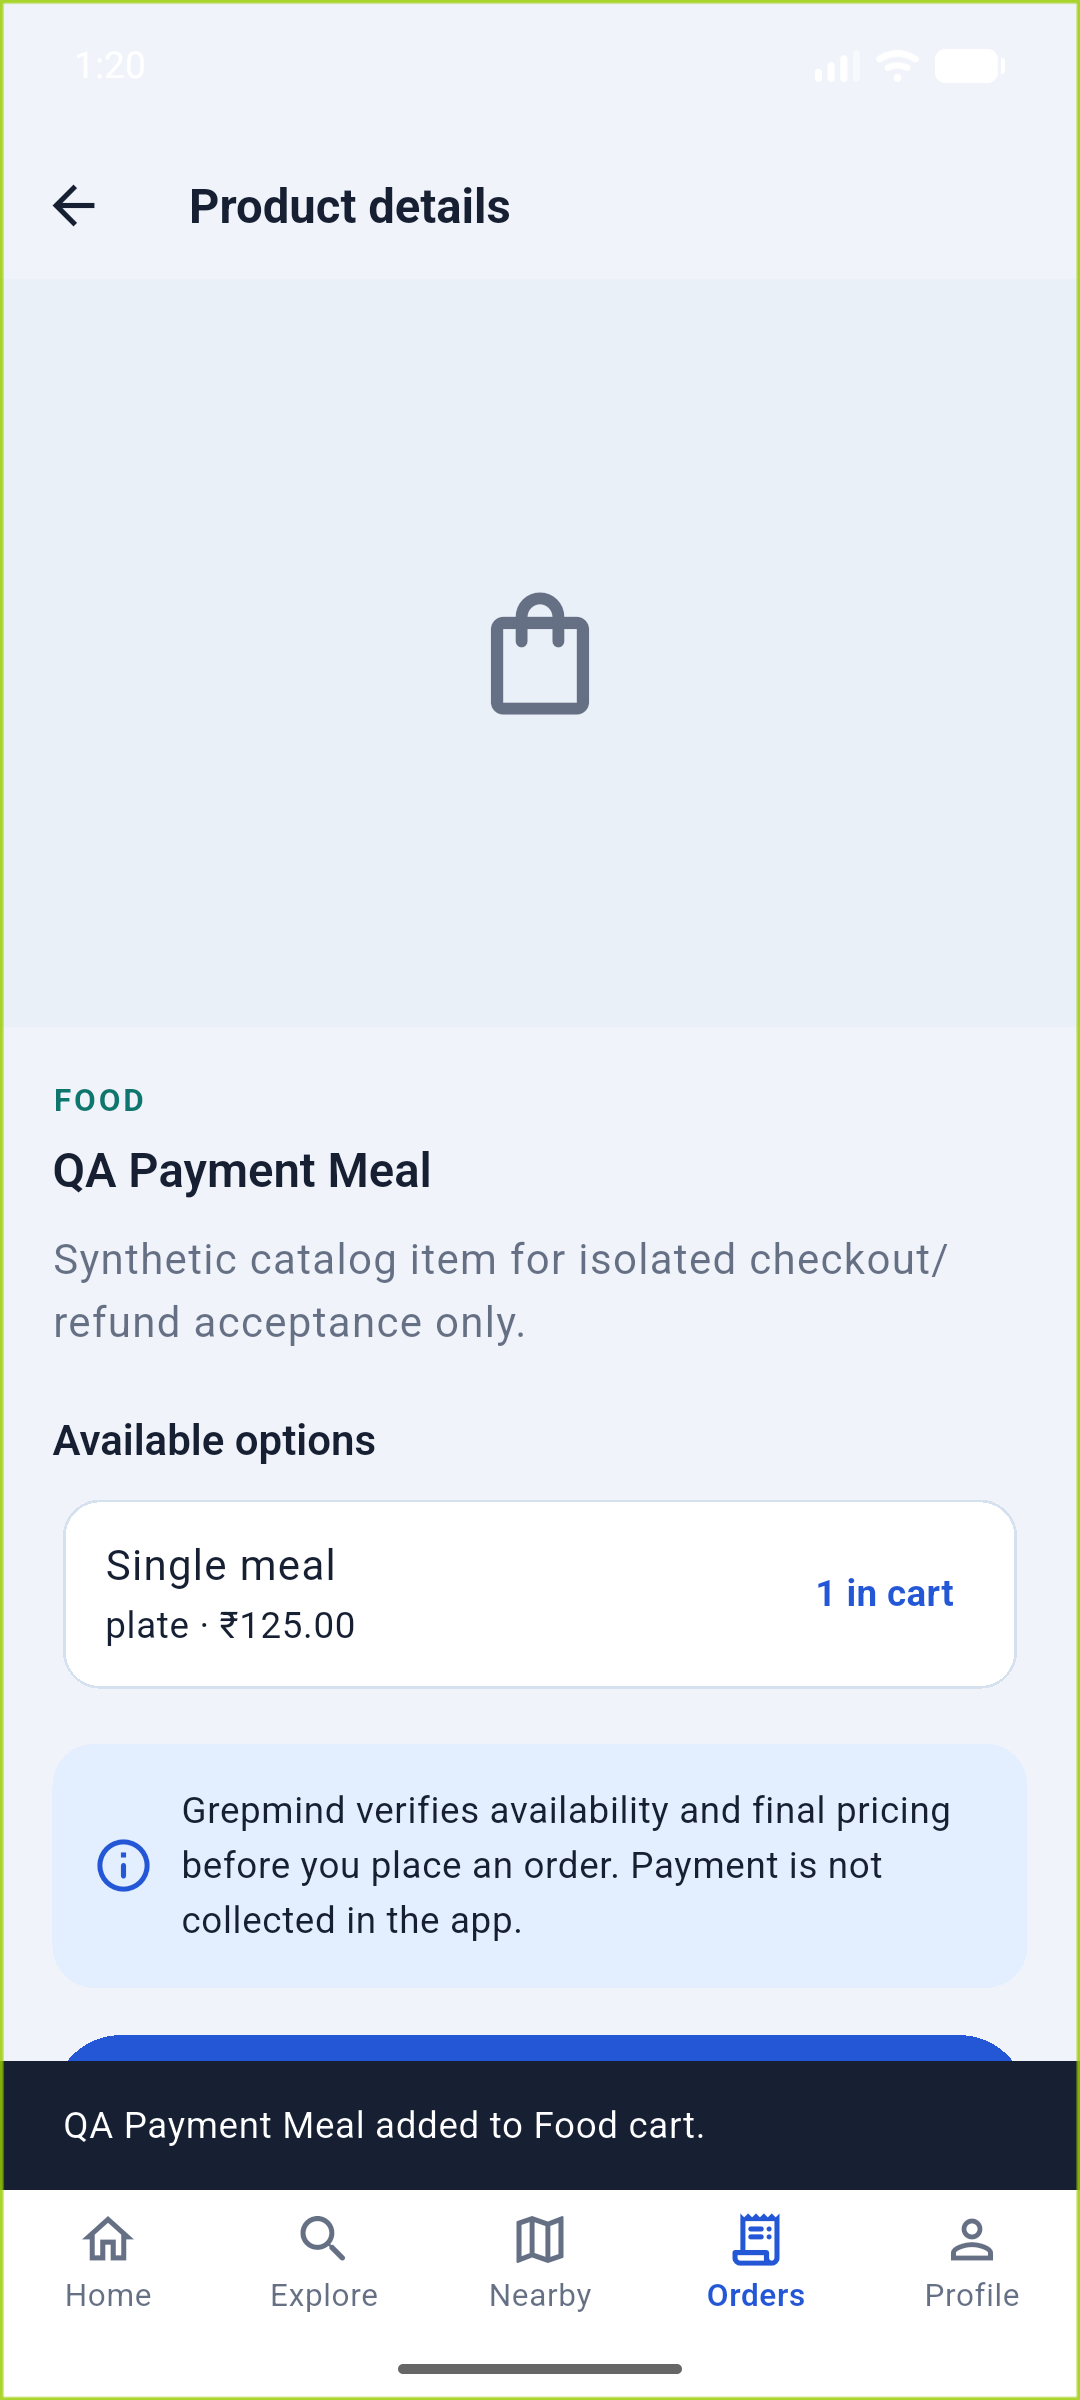 1:20
Product details
FOOD
QA Payment Meal
Synthetic catalog item for isolated checkout/
refund acceptance only.
Available options
Single meal
plate · ₹125.00
1 in cart
Grepmind verifies availability and final pricing
before you place an order. Payment is not
collected in the app.
QA Payment Meal added to Food cart.
Home
Explore
Nearby
Orders
Profile